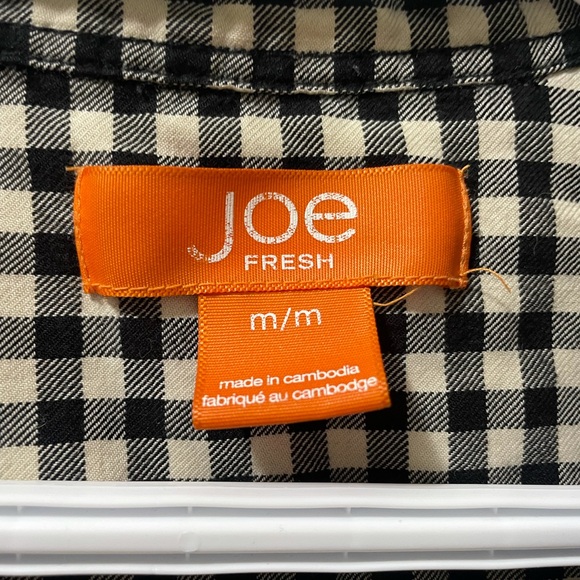 Joe
FRESH
m/m
made in cambodia
fabriqué au cambodge